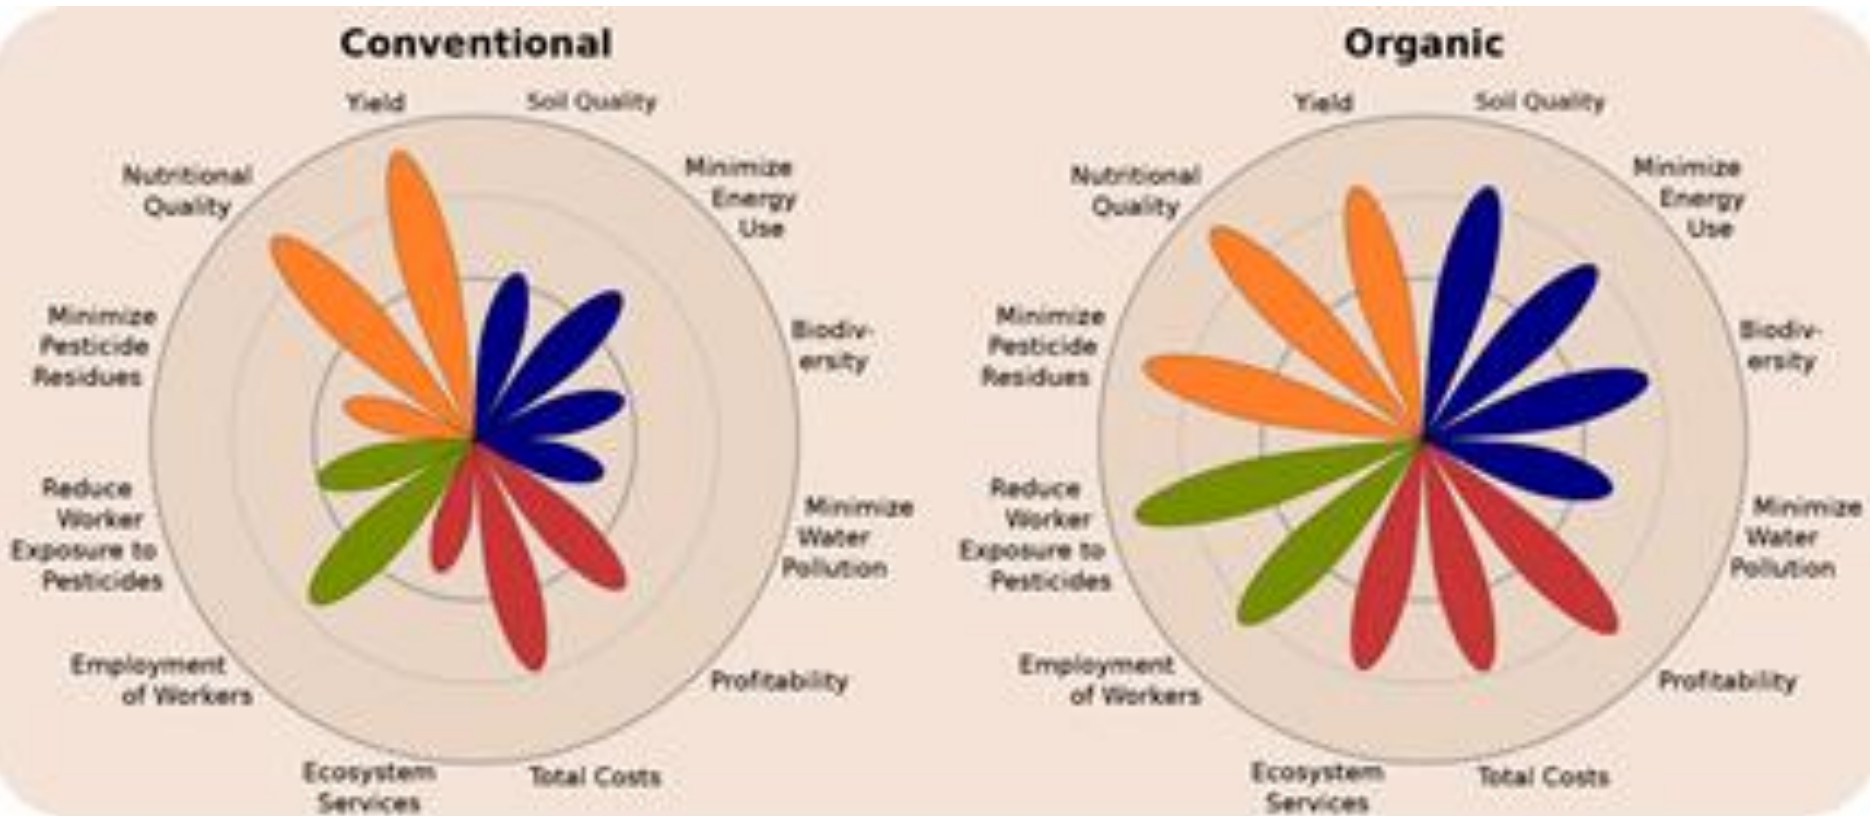 Conventional
Yield
Soil Quality
Nutritional
Quality
Minimize
Energy
Use
Minimize
Pesticide
Residues
Biodiv-
ersity
Reduce
Worker
Exposure to
Pesticides
Minimize
Water
Pollution
Employment
of Workers
Profitability
Ecosystem
Services
Total Costs
Organic
Yield
Soil Quality
Nutritional
Quality
Minimize
Energy
Use
Minimize
Pesticide
Residues
Biodiv-
ersity
Reduce
Worker
Exposure to
Pesticides
Minimize
Water
Pollution
Employment
of Workers
Profitability
Ecosystem
Services
Total Costs